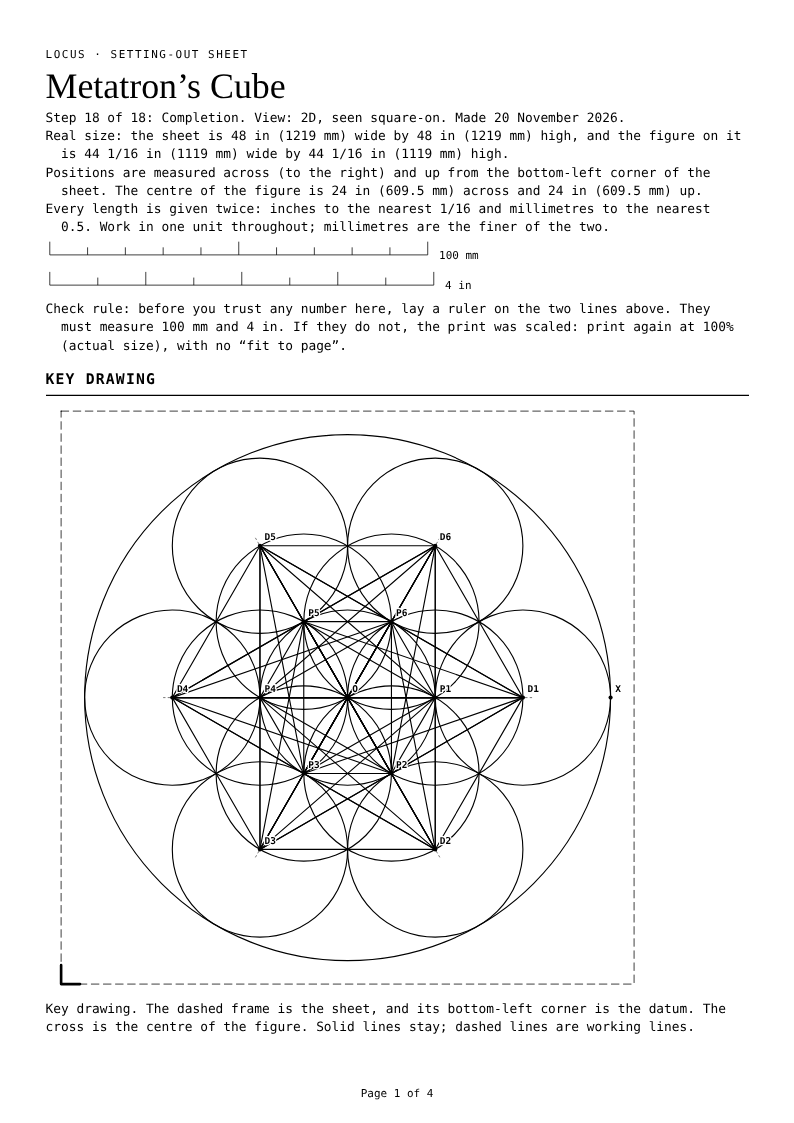 LOCUS · SETTING-OUT SHEET
Metatron’s Cube
Step 18 of 18: Completion. View: 2D, seen square-on. Made 20 November 2026.
Real size: the sheet is 48 in (1219 mm) wide by 48 in (1219 mm) high, and the figure on it
is 44 1/16 in (1119 mm) wide by 44 1/16 in (1119 mm) high.
Positions are measured across (to the right) and up from the bottom-left corner of the
sheet. The centre of the figure is 24 in (609.5 mm) across and 24 in (609.5 mm) up.
Every length is given twice: inches to the nearest 1/16 and millimetres to the nearest
0.5. Work in one unit throughout; millimetres are the finer of the two.
100 mm
4 in
Check rule: before you trust any number here, lay a ruler on the two lines above. They
must measure 100 mm and 4 in. If they do not, the print was scaled: print again at 100%
(actual size), with no “fit to page”.
KEY DRAWING
D5 D6
P5 P6
D4 P4 O P1 D1 X
P3 P2
D3 D2
Key drawing. The dashed frame is the sheet, and its bottom-left corner is the datum. The
cross is the centre of the figure. Solid lines stay; dashed lines are working lines.
Page 1 of 4